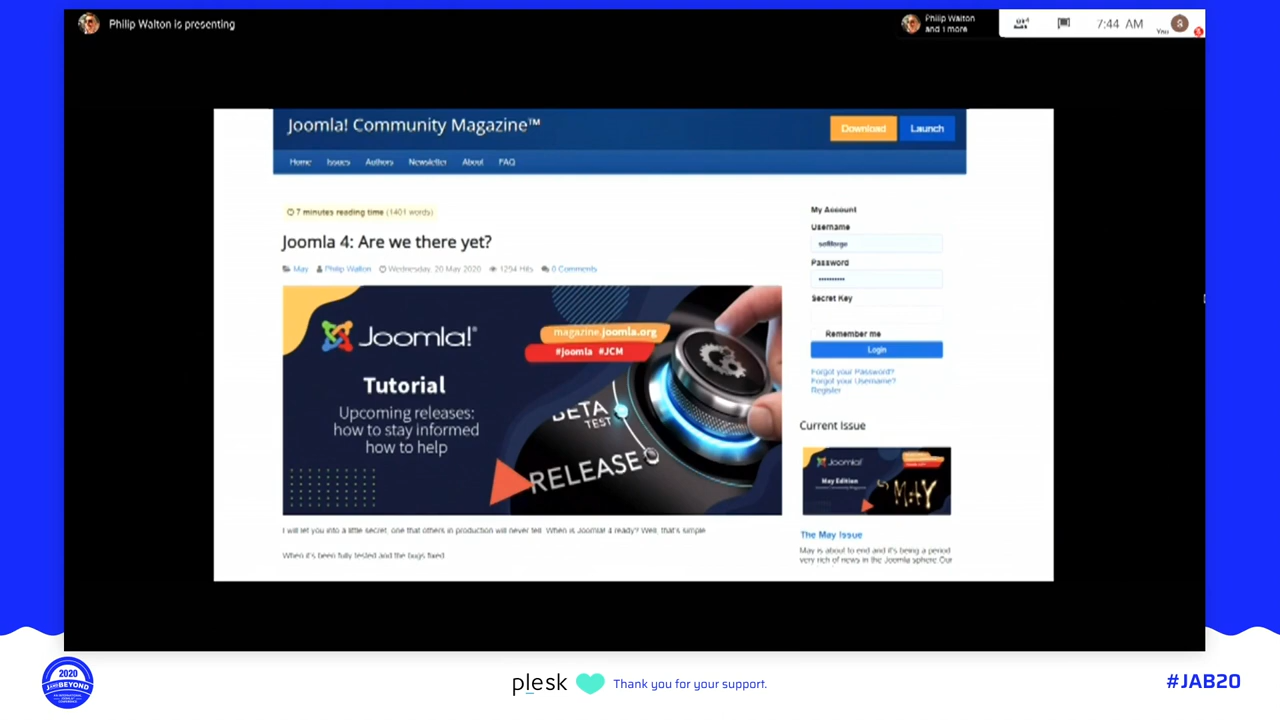 Philip Walton is presenting
Philip Walton
and 1 more
7:44 AM
You
S
Joomla! Community Magazine™
Download
Launch
Home Issues Authors Newsletter About FAQ
7 minutes reading time (1401 words)
Joomla 4: Are we there yet?
May Philip Walton Wednesday, 20 May 2020 1294 Hits 0 Comments
Joomla!®
magazine.joomla.org
#joomla #JCM
Tutorial
Upcoming releases:
how to stay informed
how to help
BETA
TEST
RELEASE
I will let you into a little secret, one that others in production will never tell. When is Joomla! 4 ready? Well, that's simple
When it's been fully tested and the bugs fixed
My Account
Username
Password
••••••••••
Secret Key
Remember me
Login
Forgot your Password?
Forgot your Username?
Register
Current Issue
Joomla!
May Edition
MaY
The May Issue
May is about to end and it's being a period
very rich of news in the Joomla sphere. Our
2020
JANDBEYOND
plesk
Thank you for your support.
#JAB20